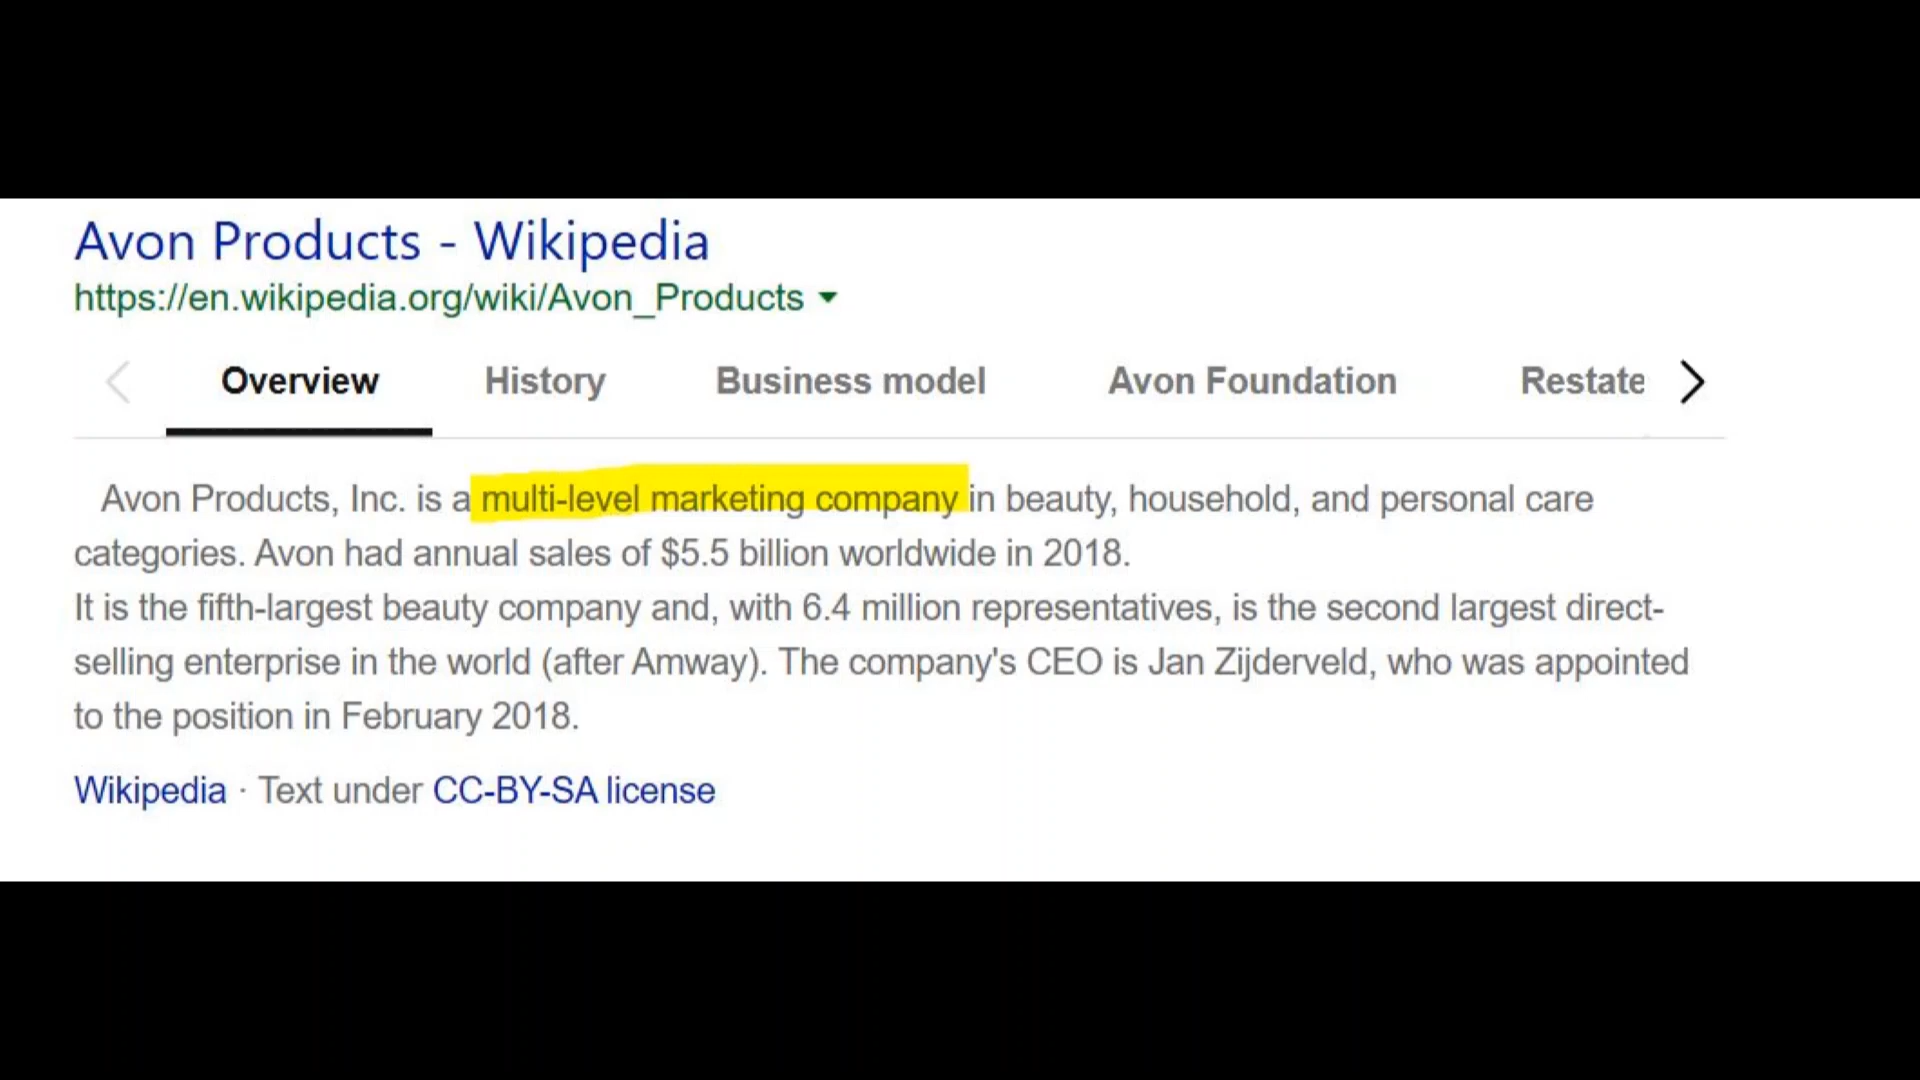 Avon Products - Wikipedia
https://en.wikipedia.org/wiki/Avon_Products
Overview History Business model Avon Foundation Restate
Avon Products, Inc. is a multi-level marketing company in beauty, household, and personal care
categories. Avon had annual sales of $5.5 billion worldwide in 2018.
It is the fifth-largest beauty company and, with 6.4 million representatives, is the second largest direct-
selling enterprise in the world (after Amway). The company's CEO is Jan Zijderveld, who was appointed
to the position in February 2018.
Wikipedia · Text under CC-BY-SA license